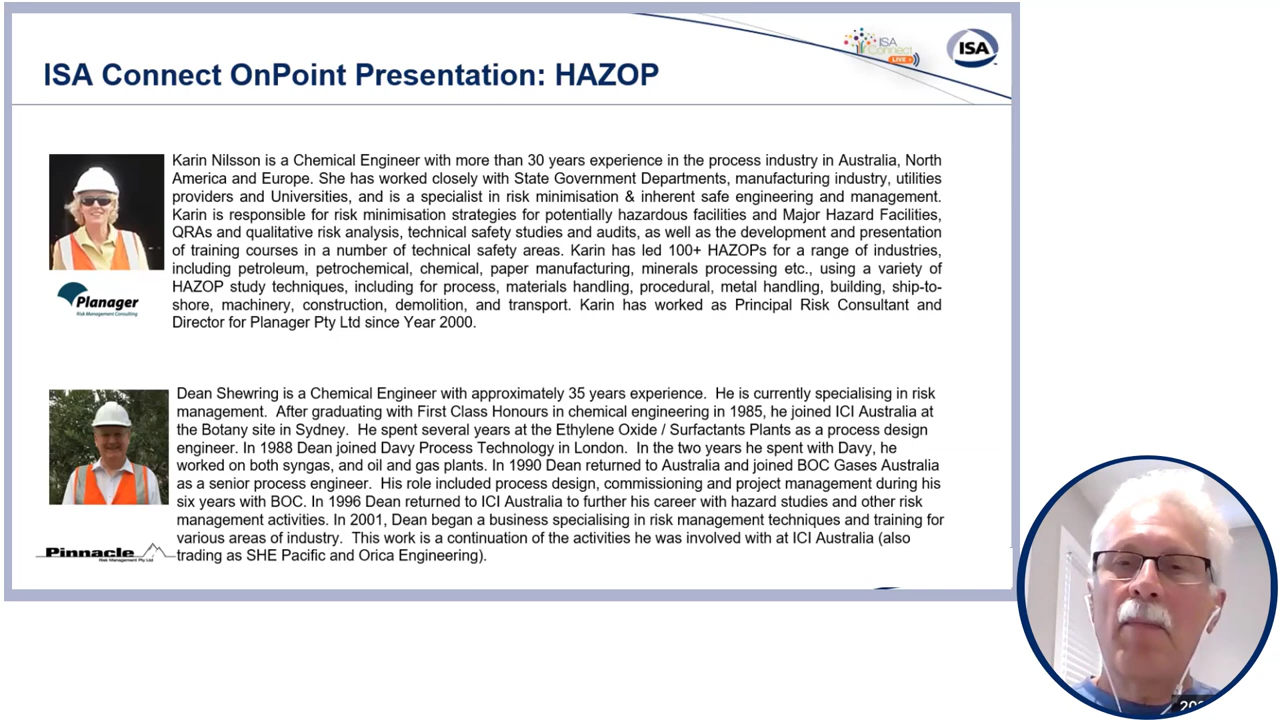 ISA
Connect
LIVE
ISA
ISA Connect OnPoint Presentation: HAZOP
Karin Nilsson is a Chemical Engineer with more than 30 years experience in the process industry in Australia, North
America and Europe. She has worked closely with State Government Departments, manufacturing industry, utilities
providers and Universities, and is a specialist in risk minimisation & inherent safe engineering and management.
Karin is responsible for risk minimisation strategies for potentially hazardous facilities and Major Hazard Facilities,
QRAs and qualitative risk analysis, technical safety studies and audits, as well as the development and presentation
of training courses in a number of technical safety areas. Karin has led 100+ HAZOPs for a range of industries,
including petroleum, petrochemical, chemical, paper manufacturing, minerals processing etc., using a variety of
HAZOP study techniques, including for process, materials handling, procedural, metal handling, building, ship-to-
shore, machinery, construction, demolition, and transport. Karin has worked as Principal Risk Consultant and
Director for Planager Pty Ltd since Year 2000.
Planager
Risk Management Consulting
Dean Shewring is a Chemical Engineer with approximately 35 years experience. He is currently specialising in risk
management. After graduating with First Class Honours in chemical engineering in 1985, he joined ICI Australia at
the Botany site in Sydney. He spent several years at the Ethylene Oxide / Surfactants Plants as a process design
engineer. In 1988 Dean joined Davy Process Technology in London. In the two years he spent with Davy, he
worked on both syngas, and oil and gas plants. In 1990 Dean returned to Australia and joined BOC Gases Australia
as a senior process engineer. His role included process design, commissioning and project management during his
six years with BOC. In 1996 Dean returned to ICI Australia to further his career with hazard studies and other risk
management activities. In 2001, Dean began a business specialising in risk management techniques and training for
various areas of industry. This work is a continuation of the activities he was involved with at ICI Australia (also
trading as SHE Pacific and Orica Engineering).
Pinnacle
Risk Management Pty Ltd